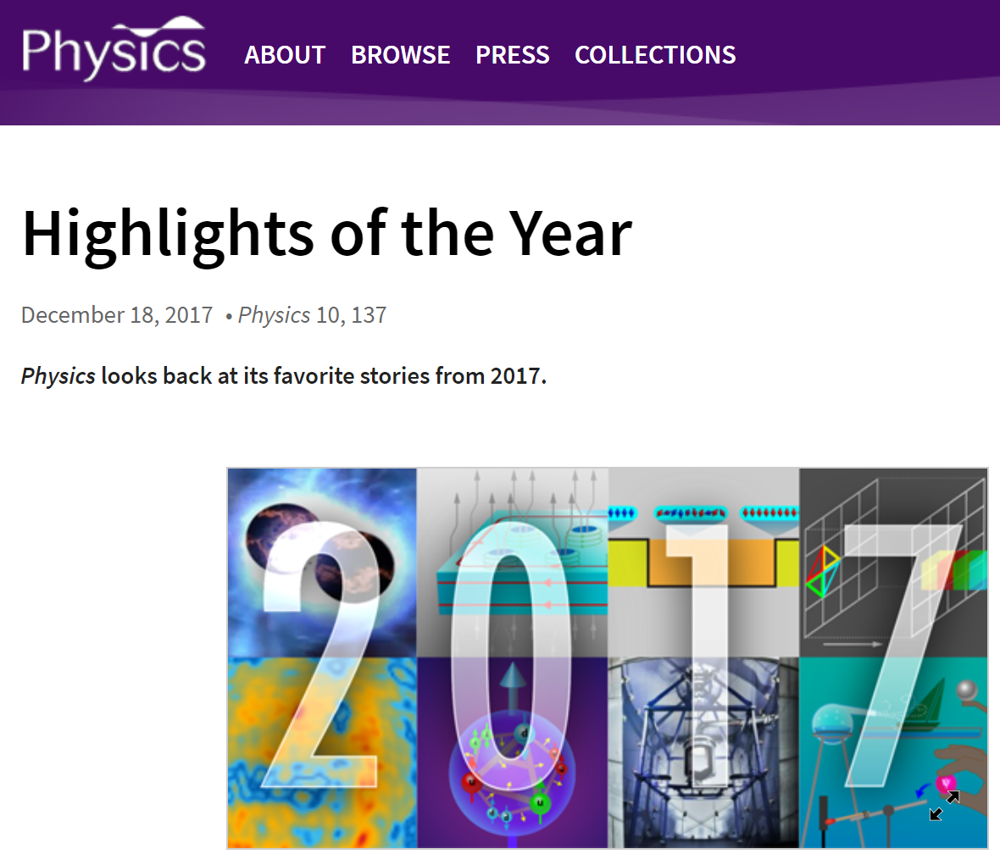 Physics
ABOUT BROWSE PRESS COLLECTIONS
Highlights of the Year
December 18, 2017 • Physics 10, 137
Physics looks back at its favorite stories from 2017.
2017
d
u
u
d
d